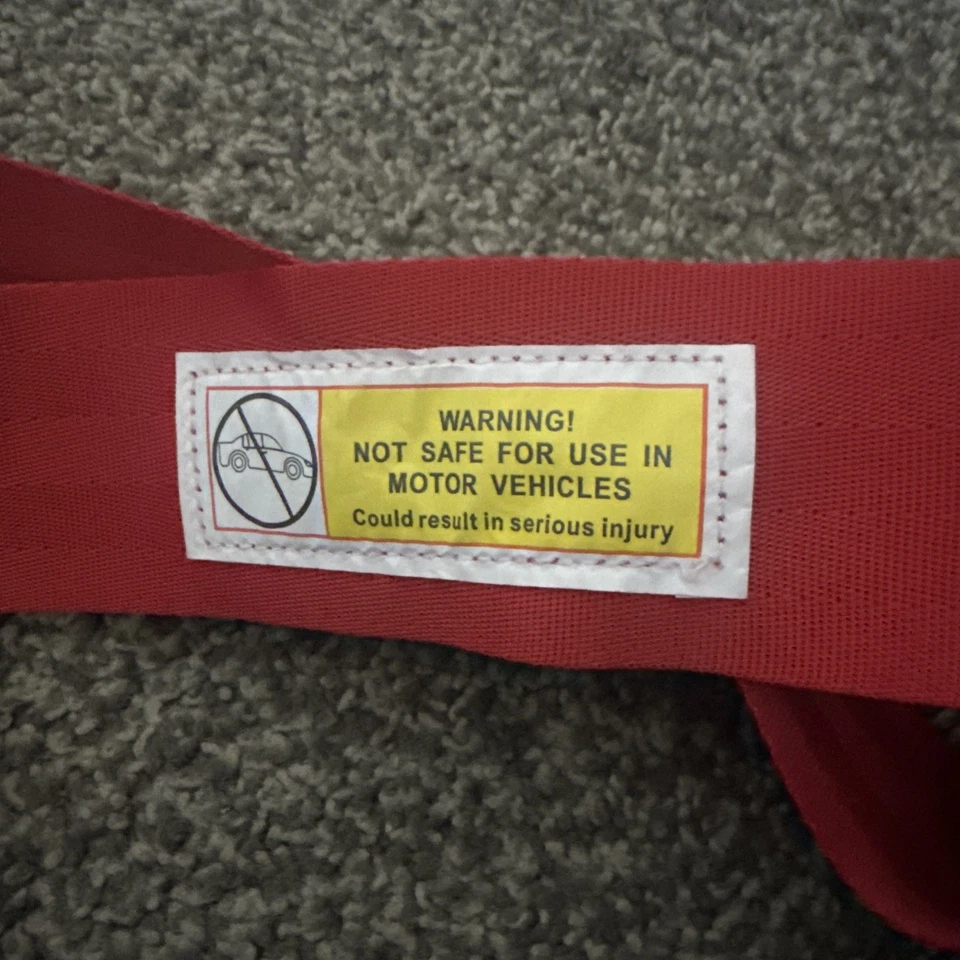 WARNING!
NOT SAFE FOR USE IN
MOTOR VEHICLES
Could result in serious injury